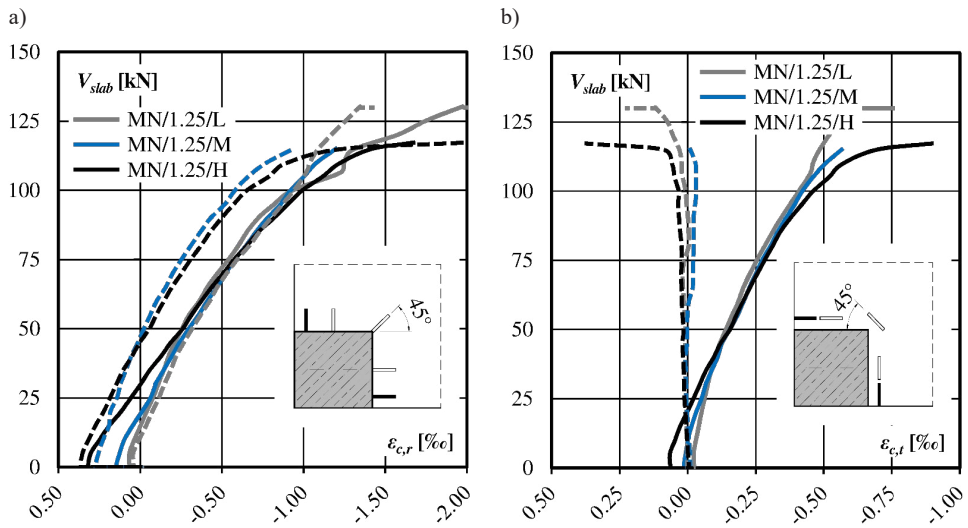 a)
150
125
100
75
50
25
0
V_slab [kN]
MN/1.25/L
MN/1.25/M
MN/1.25/H
45°
ε_c,r [‰]
0.50
0.00
-0.50
-1.00
-1.50
-2.00
b)
150
125
100
75
50
25
0
V_slab [kN]
MN/1.25/L
MN/1.25/M
MN/1.25/H
45°
ε_c,t [‰]
0.50
0.25
0.00
-0.25
-0.50
-0.75
-1.00